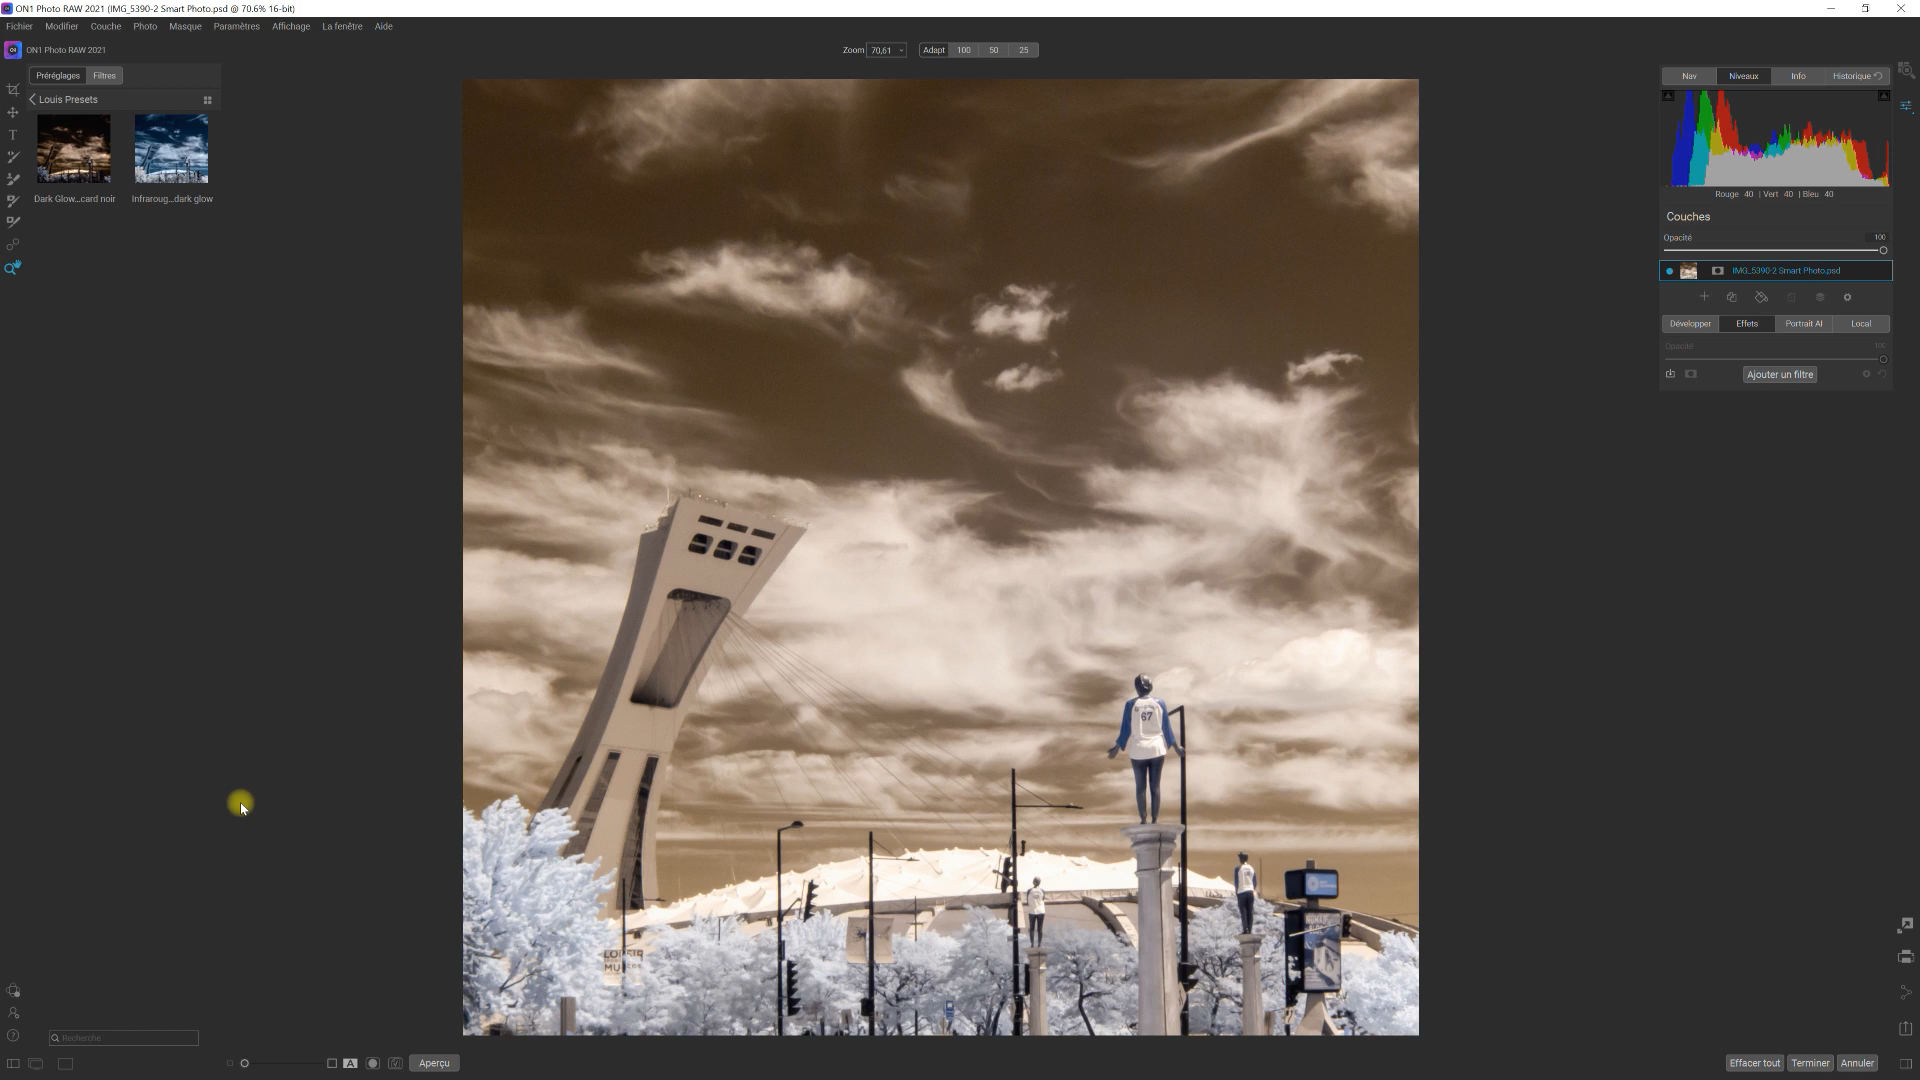 ON1 Photo RAW 2021 (IMG_5390-2 Smart Photo.psd @ 70.6% 16-bit)
Fichier Modifier Couche Photo Masque Paramètres Affichage La fenêtre Aide
ON1 Photo RAW 2021
Zoom 70,61 Adapt 100 50 25
Préréglages Filtres
Louis Presets
Dark Glow...card noir Infraroug...dark glow
Nav Niveaux Info Historique
Rouge 40 | Vert 40 | Bleu 40
Couches
Opacité 100
IMG_5390-2 Smart Photo.psd
Développer Effets Portrait AI Local
Opacité 100
Ajouter un filtre
67
LOISIR
Recherche
A Aperçu
Effacer tout Terminer Annuler